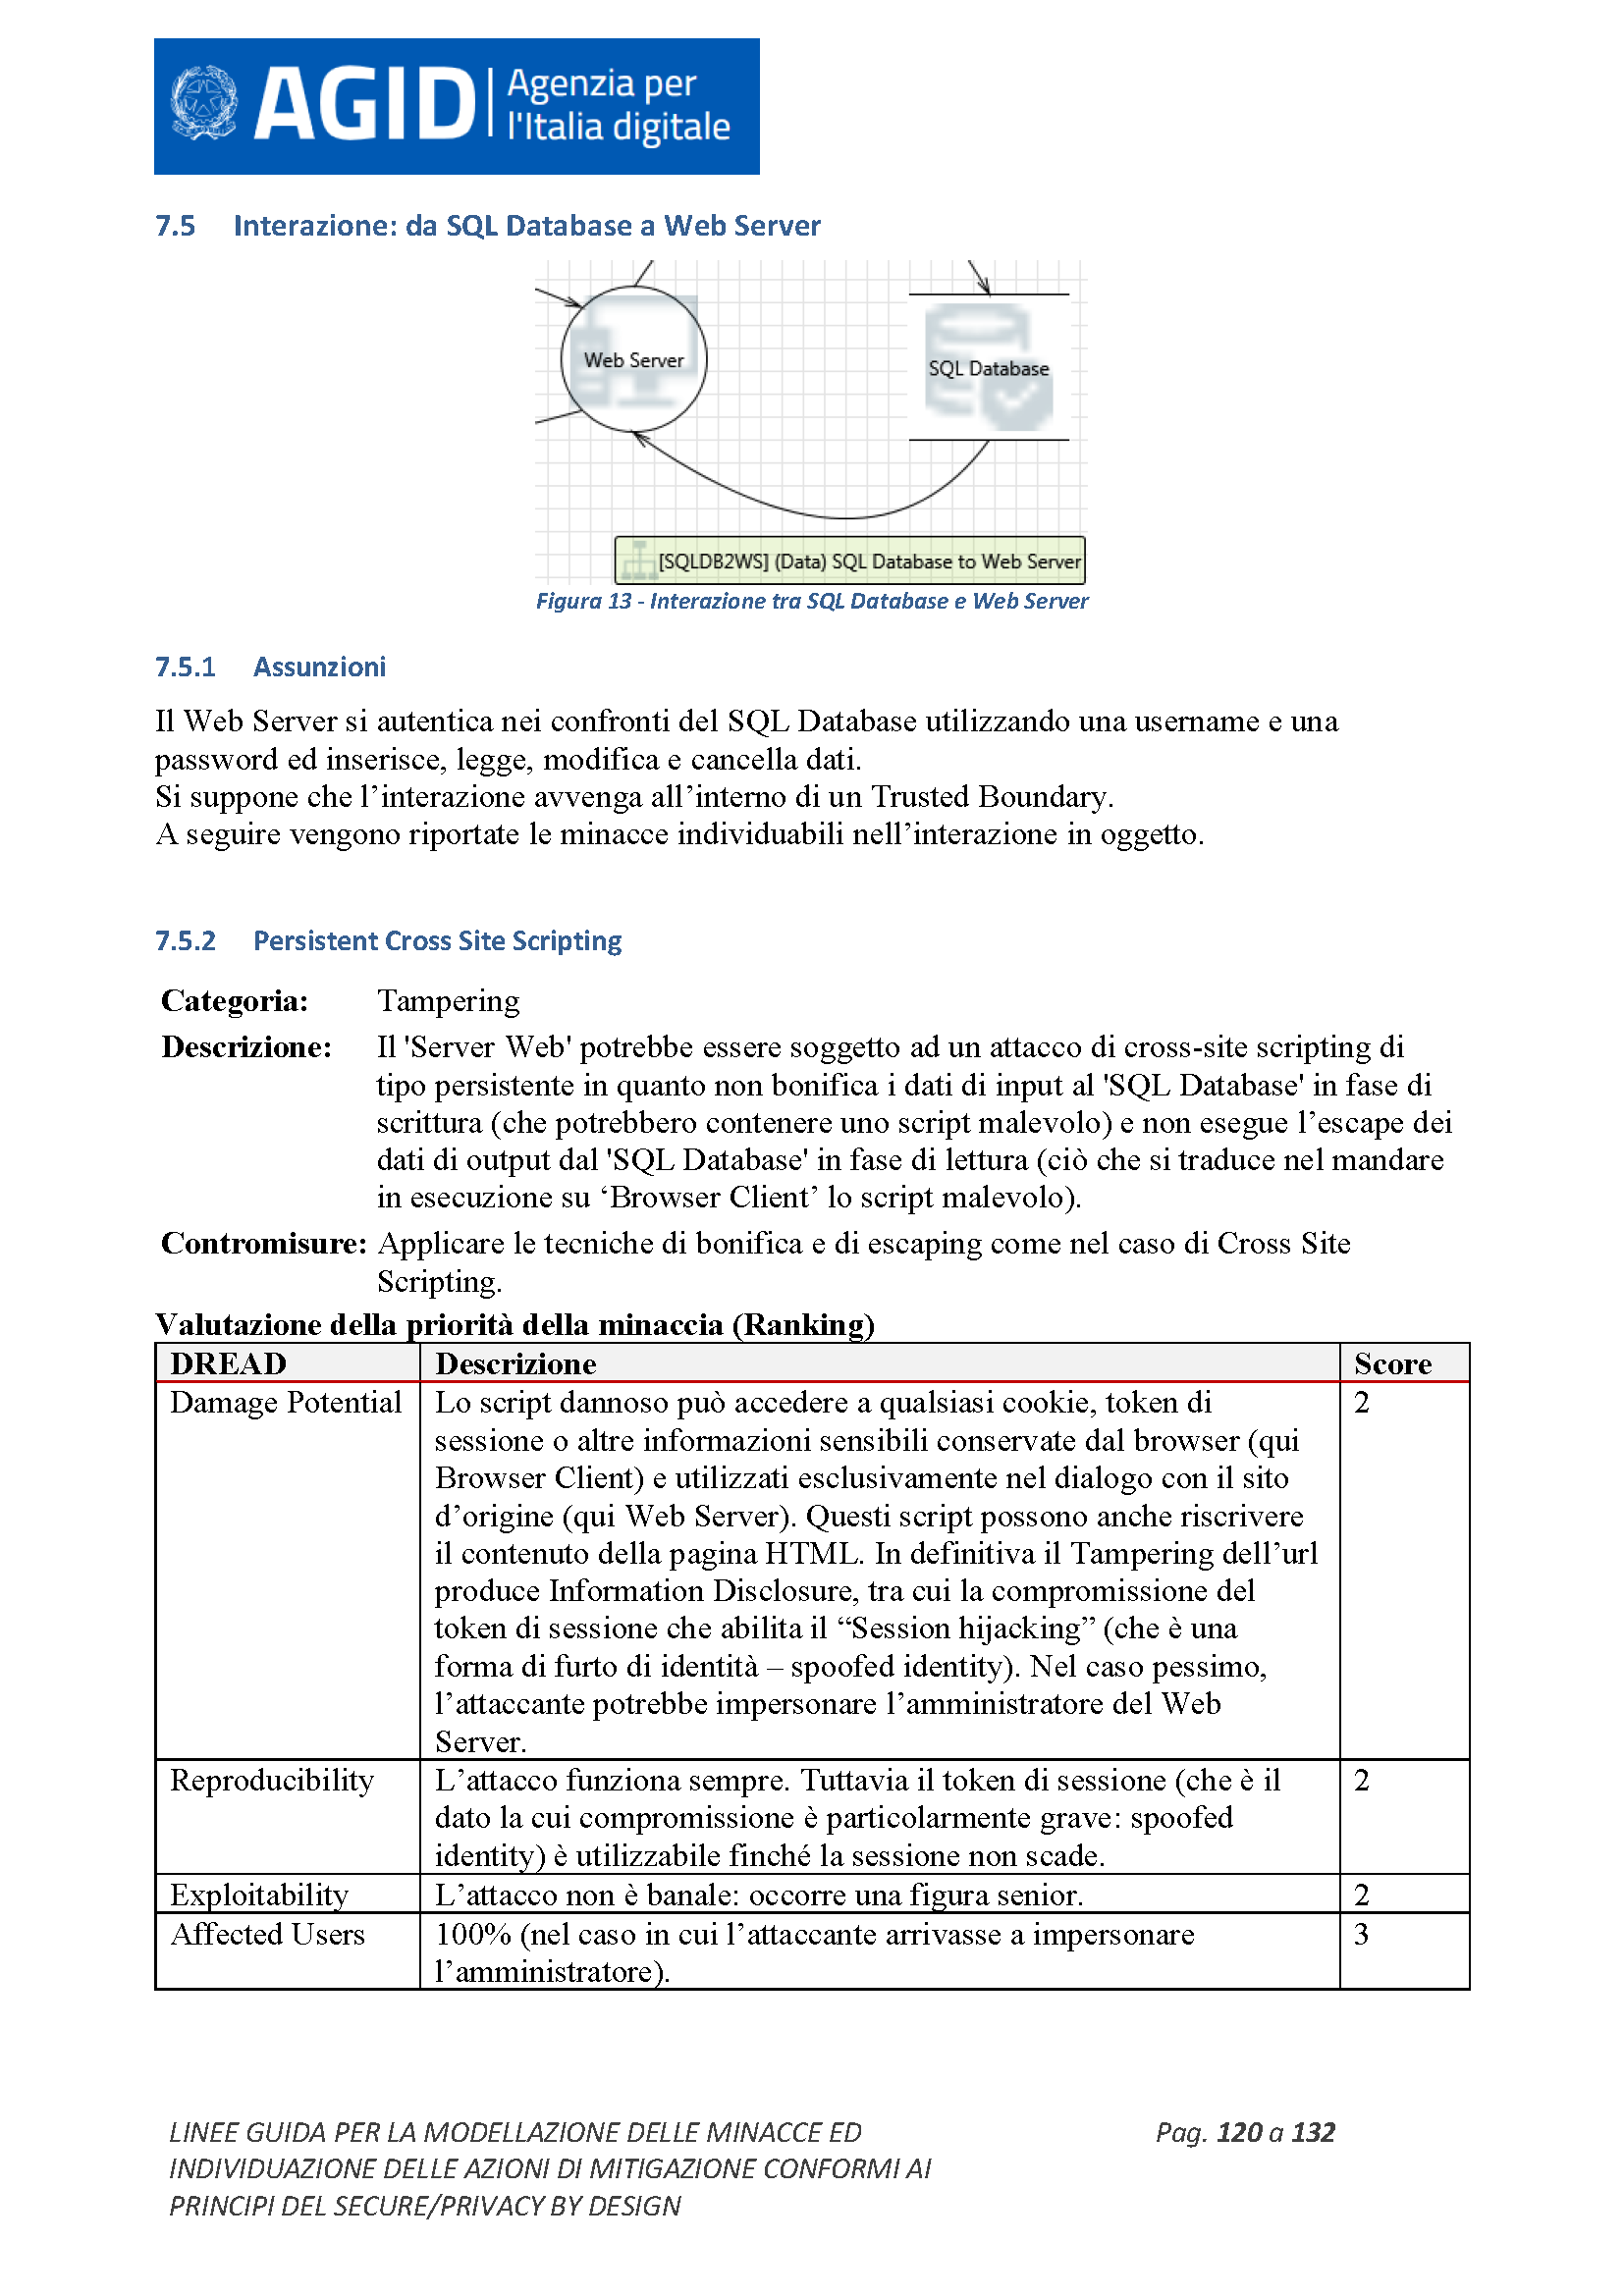 AGID
Agenzia per
l'Italia digitale
7.5 Interazione: da SQL Database a Web Server
Web Server
SQL Database
[SQLDB2WS] (Data) SQL Database to Web Server
Figura 13 - Interazione tra SQL Database e Web Server
7.5.1 Assunzioni
Il Web Server si autentica nei confronti del SQL Database utilizzando una username e una
password ed inserisce, legge, modifica e cancella dati.
Si suppone che l’interazione avvenga all’interno di un Trusted Boundary.
A seguire vengono riportate le minacce individuabili nell’interazione in oggetto.
7.5.2 Persistent Cross Site Scripting
Categoria: Tampering
Descrizione: Il 'Server Web' potrebbe essere soggetto ad un attacco di cross-site scripting di
tipo persistente in quanto non bonifica i dati di input al 'SQL Database' in fase di
scrittura (che potrebbero contenere uno script malevolo) e non esegue l’escape dei
dati di output dal 'SQL Database' in fase di lettura (ciò che si traduce nel mandare
in esecuzione su ‘Browser Client’ lo script malevolo).
Contromisure: Applicare le tecniche di bonifica e di escaping come nel caso di Cross Site
Scripting.
Valutazione della priorità della minaccia (Ranking)
DREAD Descrizione Score
Damage Potential Lo script dannoso può accedere a qualsiasi cookie, token di 2
sessione o altre informazioni sensibili conservate dal browser (qui
Browser Client) e utilizzati esclusivamente nel dialogo con il sito
d’origine (qui Web Server). Questi script possono anche riscrivere
il contenuto della pagina HTML. In definitiva il Tampering dell’url
produce Information Disclosure, tra cui la compromissione del
token di sessione che abilita il “Session hijacking” (che è una
forma di furto di identità – spoofed identity). Nel caso pessimo,
l’attaccante potrebbe impersonare l’amministratore del Web
Server.
Reproducibility L’attacco funziona sempre. Tuttavia il token di sessione (che è il 2
dato la cui compromissione è particolarmente grave: spoofed
identity) è utilizzabile finché la sessione non scade.
Exploitability L’attacco non è banale: occorre una figura senior. 2
Affected Users 100% (nel caso in cui l’attaccante arrivasse a impersonare 3
l’amministratore).
LINEE GUIDA PER LA MODELLAZIONE DELLE MINACCE ED Pag. 120 a 132
INDIVIDUAZIONE DELLE AZIONI DI MITIGAZIONE CONFORMI AI
PRINCIPI DEL SECURE/PRIVACY BY DESIGN